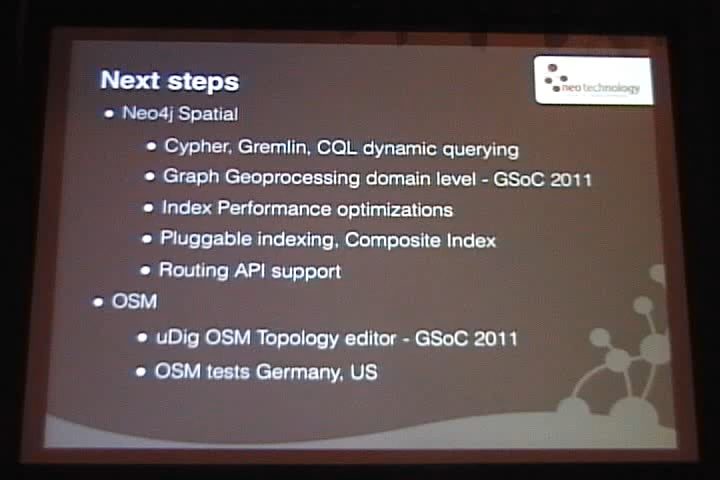 Next steps
neo technology
• Neo4j Spatial
• Cypher, Gremlin, CQL dynamic querying
• Graph Geoprocessing domain level - GSoC 2011
• Index Performance optimizations
• Pluggable indexing, Composite Index
• Routing API support
• OSM
• uDig OSM Topology editor - GSoC 2011
• OSM tests Germany, US